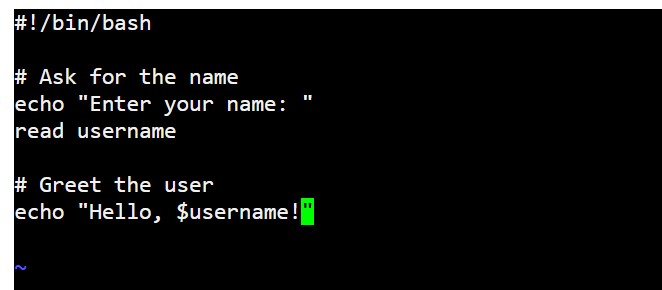 #!/bin/bash

# Ask for the name
echo "Enter your name: "
read username

# Greet the user
echo "Hello, $username!"

~